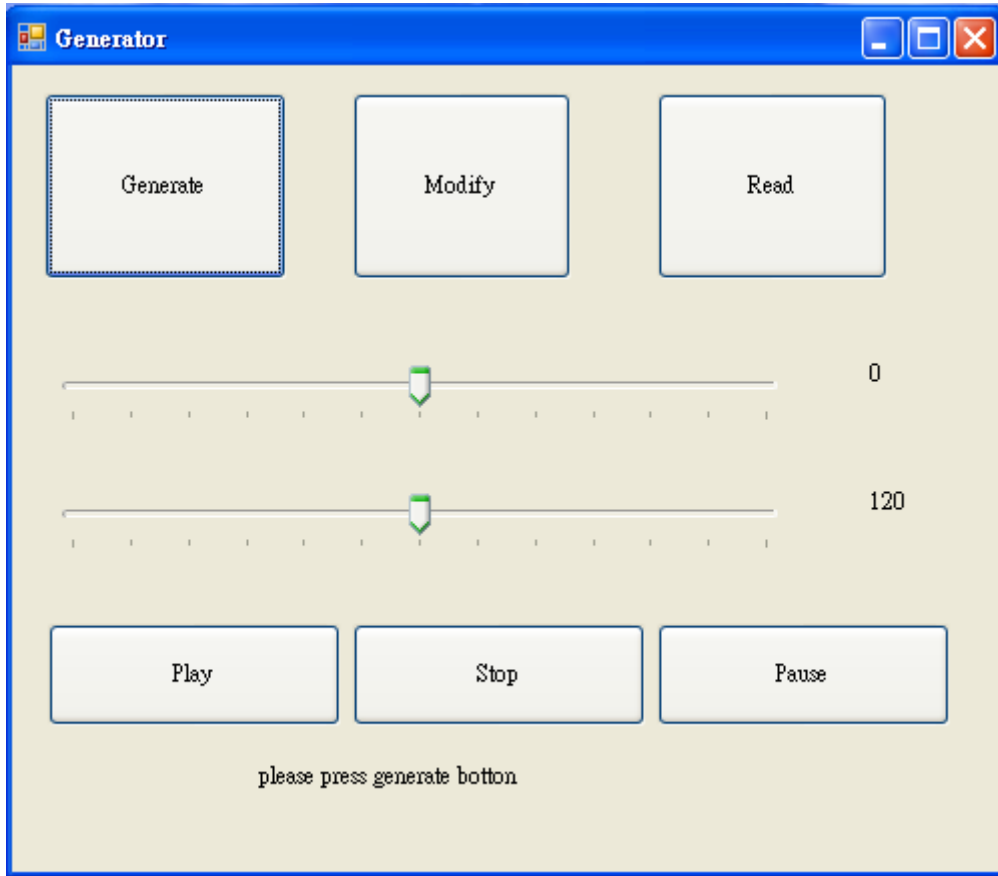 Generator
Generate Modify Read
0
120
Play Stop Pause
please press generate botton